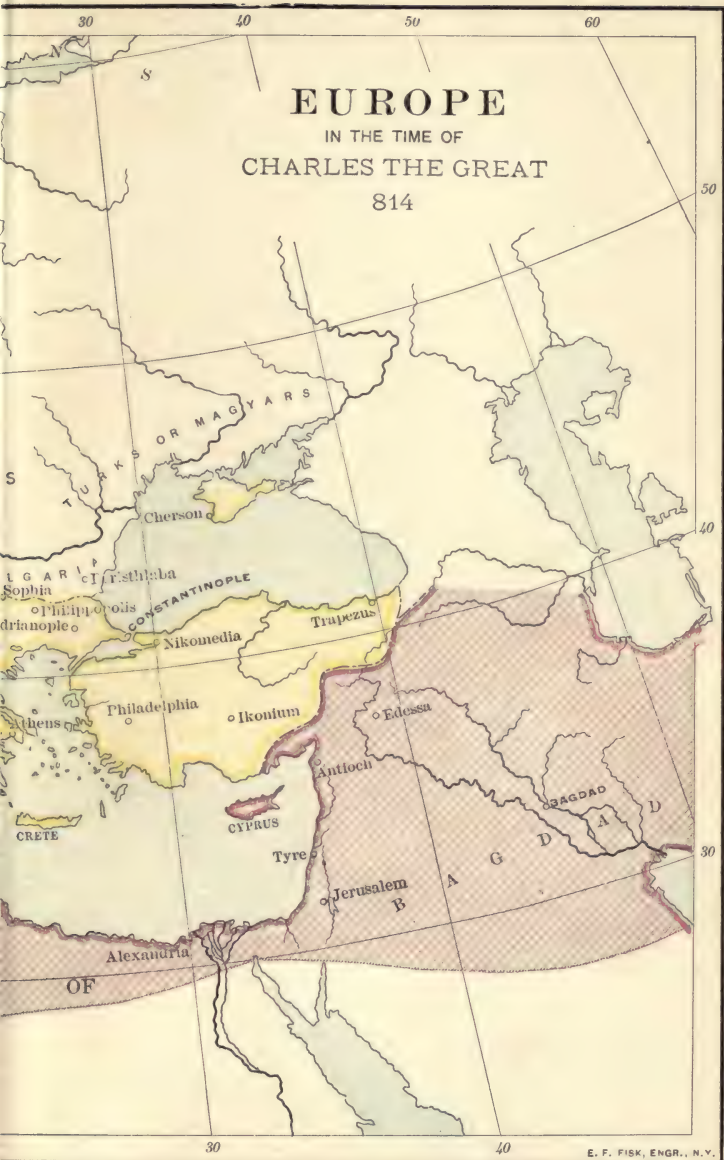 30 40 50 60
N
S
EUROPE
IN THE TIME OF
CHARLES THE GREAT
814
50
TURKS OR MAGYARS
S
Cherson
40
LGARIA
Sophia
CONSTANTINOPLE
Philippopolis
drianople
Trapezus
Nikomedia
Philadelphia
Ikonium
Edessa
Athens
Antioch
BAGDAD
CRETE
CYPRUS
BAGDAD
30
Tyre
Jerusalem
Alexandria
OF
30 40
E. F. FISK, ENGR., N.Y.